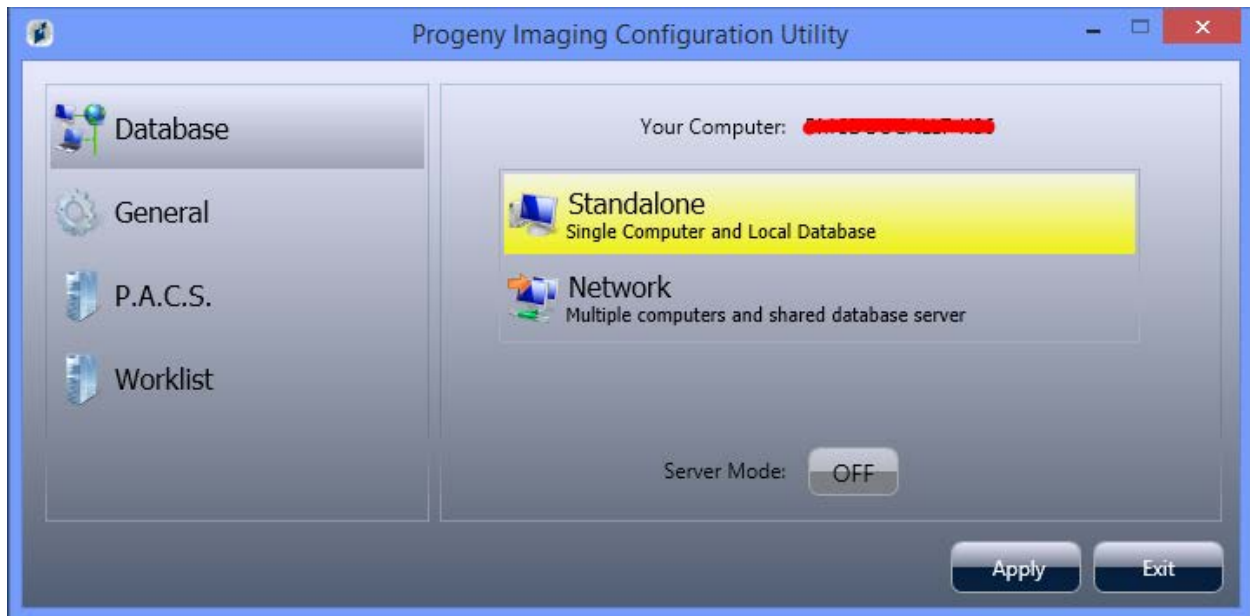 Progeny Imaging Configuration Utility
Database
General
P.A.C.S.
Worklist
Your Computer:
Standalone
Single Computer and Local Database
Network
Multiple computers and shared database server
Server Mode: OFF
Apply Exit